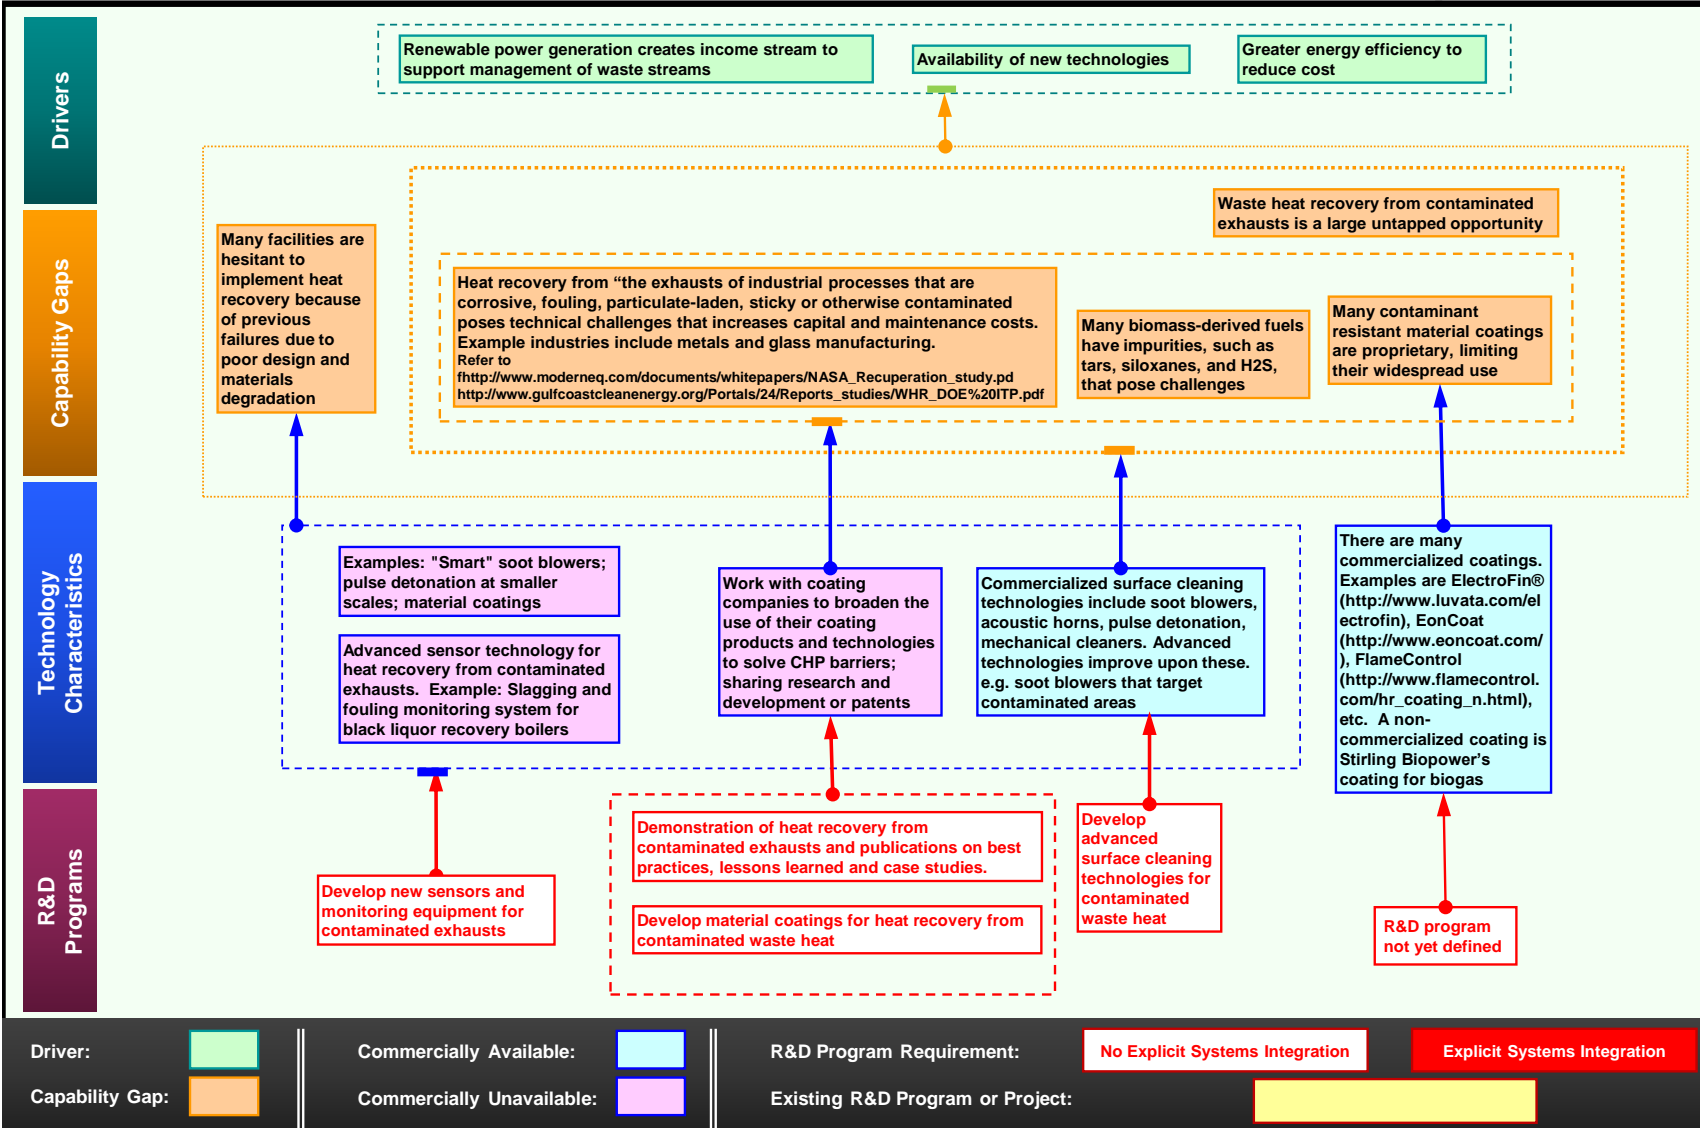 Drivers
Renewable power generation creates income stream to
support management of waste streams
Availability of new technologies
Greater energy efficiency to
reduce cost
Capability Gaps
Many facilities are
hesitant to
implement heat
recovery because
of previous
failures due to
poor design and
materials
degradation
Waste heat recovery from contaminated
exhausts is a large untapped opportunity
Heat recovery from “the exhausts of industrial processes that are
corrosive, fouling, particulate-laden, sticky or otherwise contaminated
poses technical challenges that increases capital and maintenance costs.
Example industries include metals and glass manufacturing.
Refer to
fhttp://www.moderneq.com/documents/whitepapers/NASA_Recuperation_study.pd
http://www.gulfcoastcleanenergy.org/Portals/24/Reports_studies/WHR_DOE%20ITP.pdf
Many biomass-derived fuels
have impurities, such as
tars, siloxanes, and H2S,
that pose challenges
Many contaminant
resistant material coatings
are proprietary, limiting
their widespread use
Technology
Characteristics
Examples: "Smart" soot blowers;
pulse detonation at smaller
scales; material coatings
Advanced sensor technology for
heat recovery from contaminated
exhausts.  Example: Slagging and
fouling monitoring system for
black liquor recovery boilers
Work with coating
companies to broaden the
use of their coating
products and technologies
to solve CHP barriers;
sharing research and
development or patents
Commercialized surface cleaning
technologies include soot blowers,
acoustic horns, pulse detonation,
mechanical cleaners. Advanced
technologies improve upon these.
e.g. soot blowers that target
contaminated areas
There are many
commercialized coatings.
Examples are ElectroFin®
(http://www.luvata.com/el
ectrofin), EonCoat
(http://www.eoncoat.com/
), FlameControl
(http://www.flamecontrol.
com/hr_coating_n.html),
etc.  A non-
commercialized coating is
Stirling Biopower’s
coating for biogas
R&D
Programs
Develop new sensors and
monitoring equipment for
contaminated exhausts
Demonstration of heat recovery from
contaminated exhausts and publications on best
practices, lessons learned and case studies.
Develop material coatings for heat recovery from
contaminated waste heat
Develop
advanced
surface cleaning
technologies for
contaminated
waste heat
R&D program
not yet defined
Driver:
Capability Gap:
Commercially Available:
Commercially Unavailable:
R&D Program Requirement:
No Explicit Systems Integration
Explicit Systems Integration
Existing R&D Program or Project: